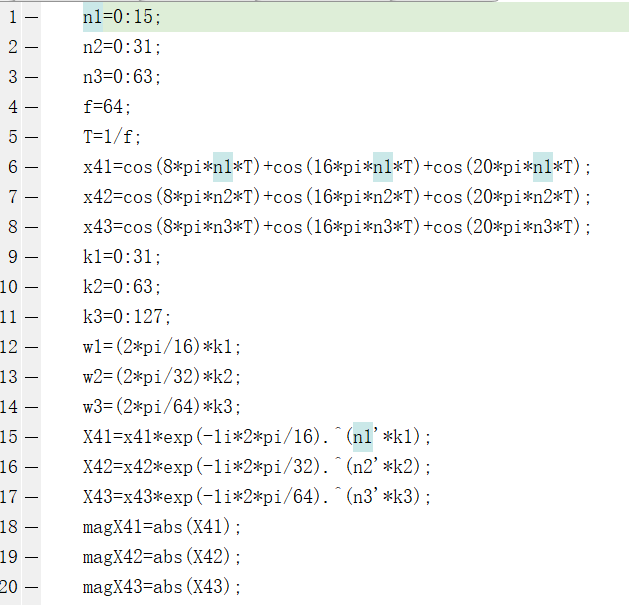 1 — n1=0:15;
2 — n2=0:31;
3 — n3=0:63;
4 — f=64;
5 — T=1/f;
6 — x41=cos(8*pi*n1*T)+cos(16*pi*n1*T)+cos(20*pi*n1*T);
7 — x42=cos(8*pi*n2*T)+cos(16*pi*n2*T)+cos(20*pi*n2*T);
8 — x43=cos(8*pi*n3*T)+cos(16*pi*n3*T)+cos(20*pi*n3*T);
9 — k1=0:31;
10 — k2=0:63;
11 — k3=0:127;
12 — w1=(2*pi/16)*k1;
13 — w2=(2*pi/32)*k2;
14 — w3=(2*pi/64)*k3;
15 — X41=x41*exp(-1i*2*pi/16).^(n1'*k1);
16 — X42=x42*exp(-1i*2*pi/32).^(n2'*k2);
17 — X43=x43*exp(-1i*2*pi/64).^(n3'*k3);
18 — magX41=abs(X41);
19 — magX42=abs(X42);
20 — magX43=abs(X43);